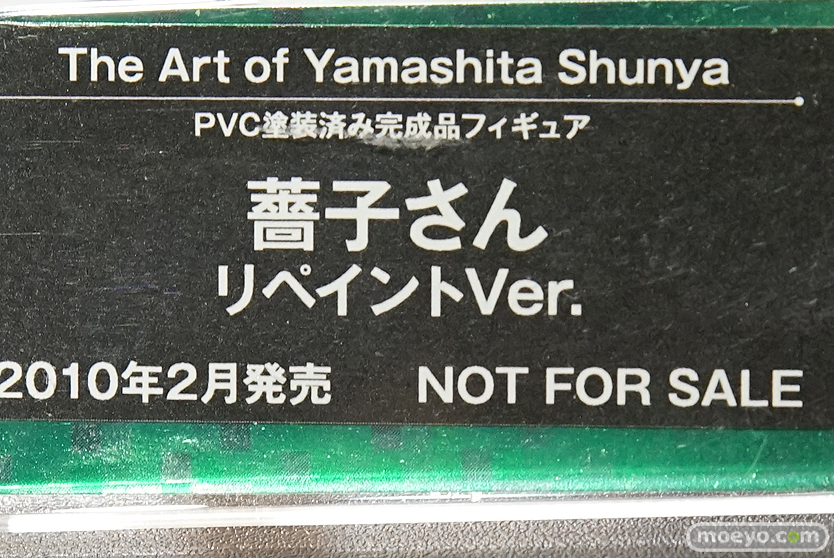 The Art of Yamashita Shunya
PVC塗装済み完成品フィギュア
薔子さん
リペイントVer.
2010年2月発売 NOT FOR SALE
moeyo.com